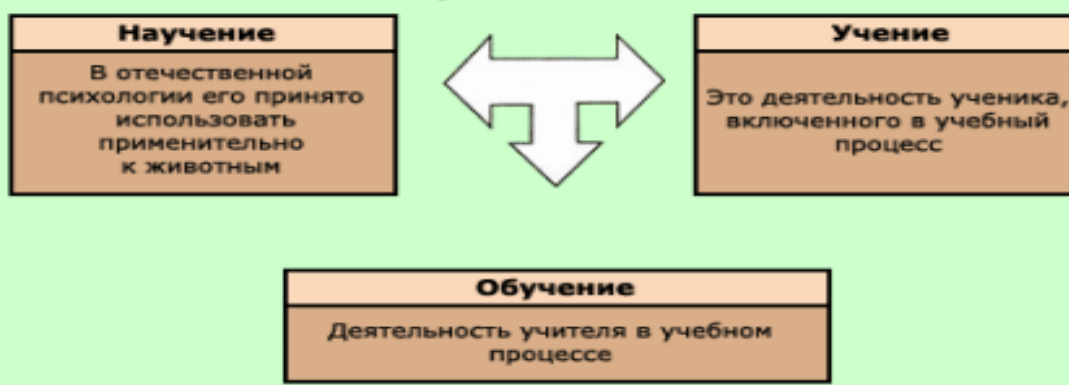 Научение
В отечественной
психологии его принято
использовать
применительно
к животным
Учение
Это деятельность ученика,
включенного в учебный
процесс
Обучение
Деятельность учителя в учебном
процессе